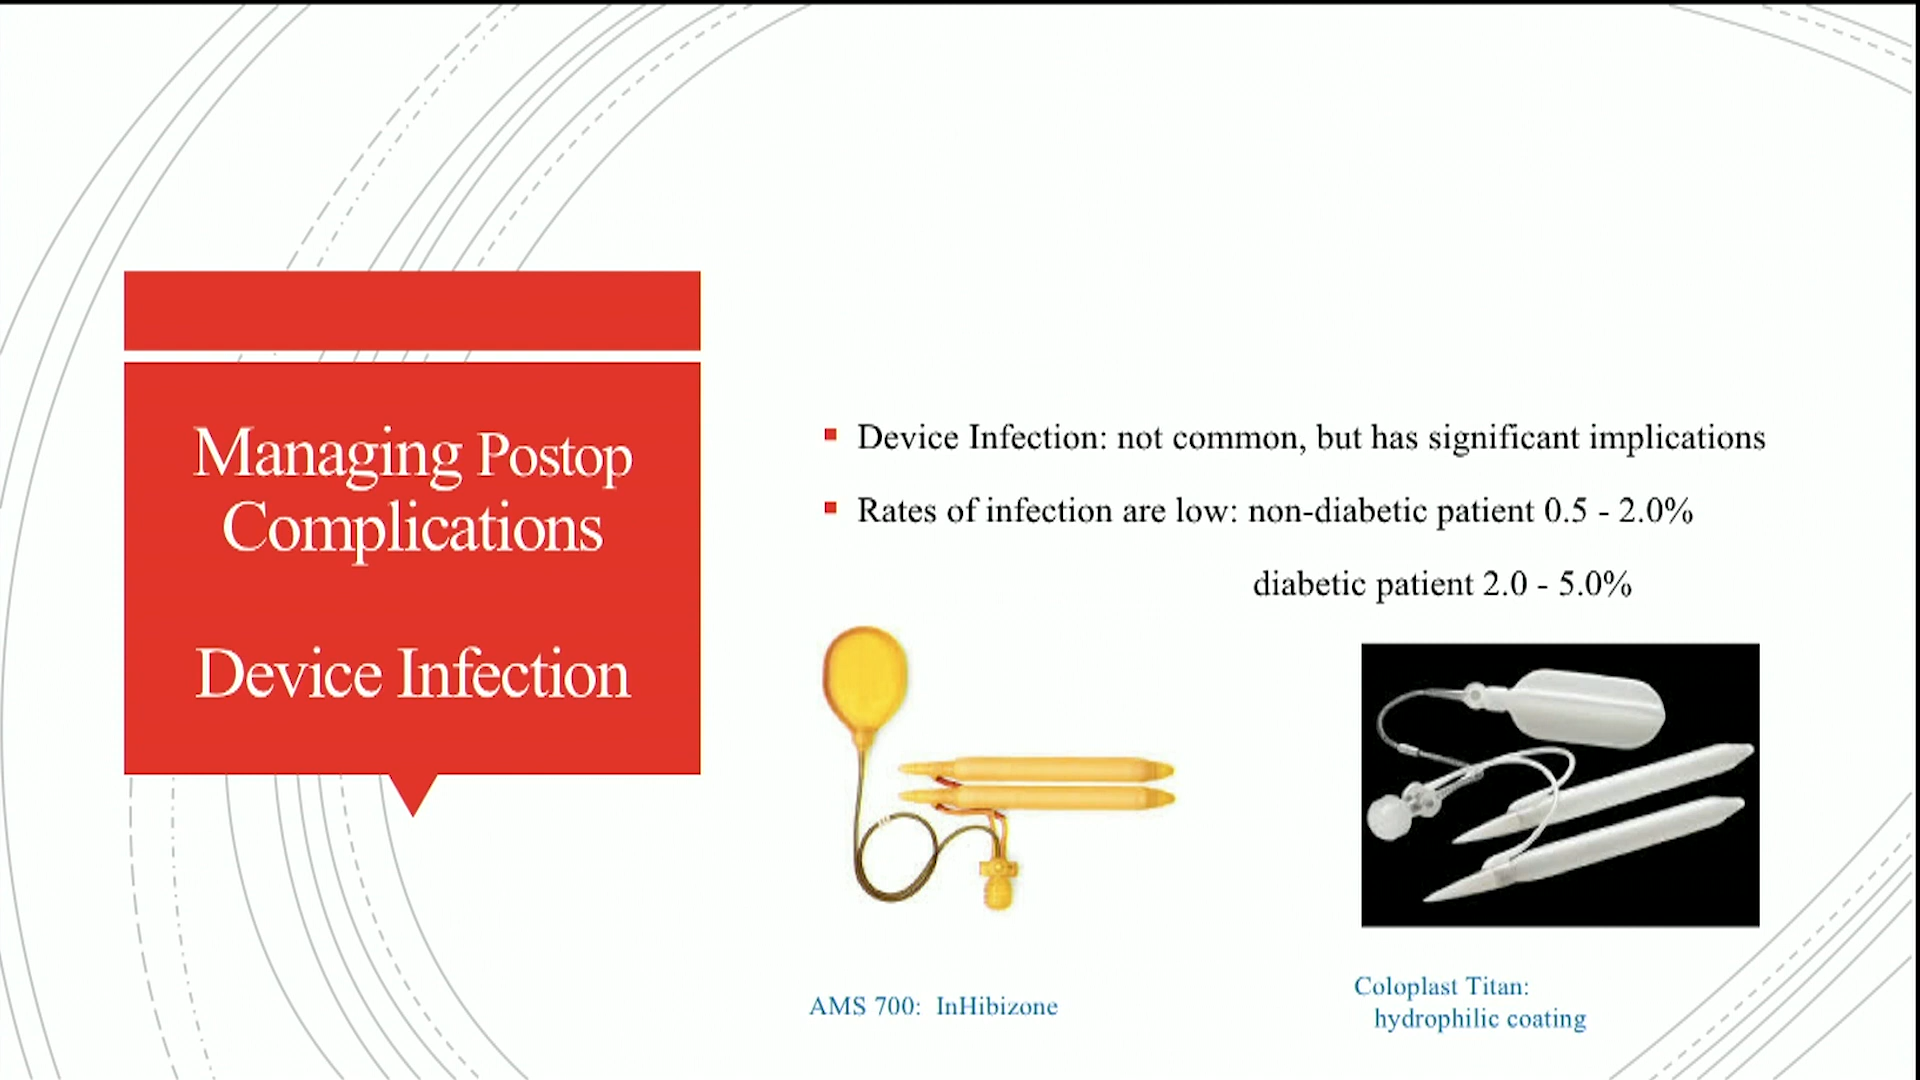 Managing Postop
Complications
Device Infection
Device Infection: not common, but has significant implications
Rates of infection are low: non-diabetic patient 0.5 - 2.0%
diabetic patient 2.0 - 5.0%
AMS 700: InHibizone
Coloplast Titan:
hydrophilic coating